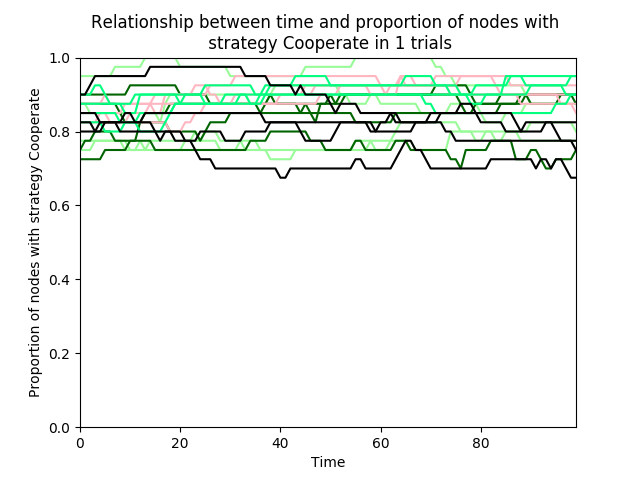 Relationship between time and proportion of nodes with
strategy Cooperate in 1 trials
Proportion of nodes with strategy Cooperate
1.0
0.8
0.6
0.4
0.2
0.0
0 20 40 60 80
Time